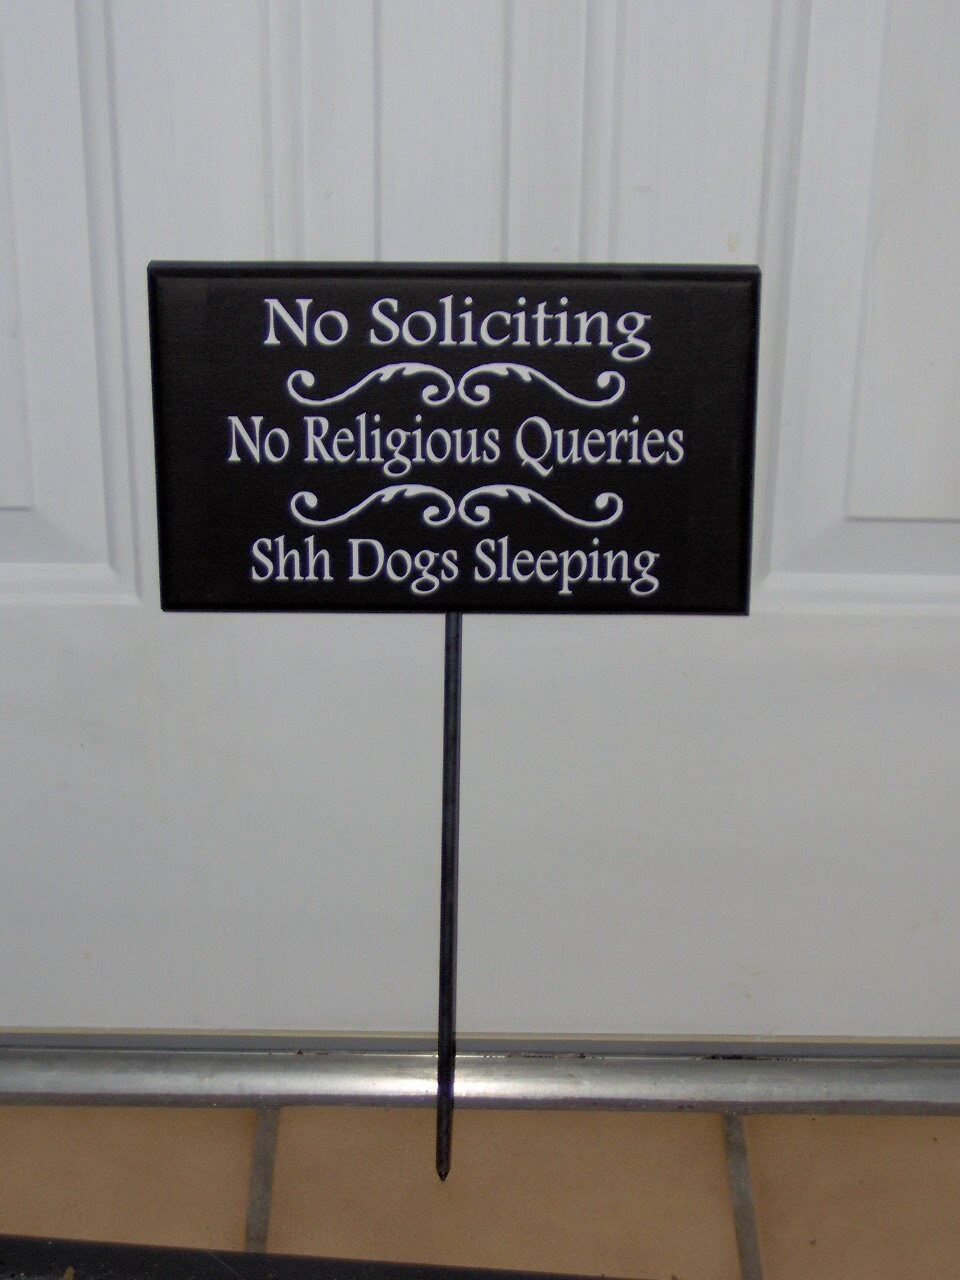 No Soliciting
No Religious Queries
Shh Dogs Sleeping